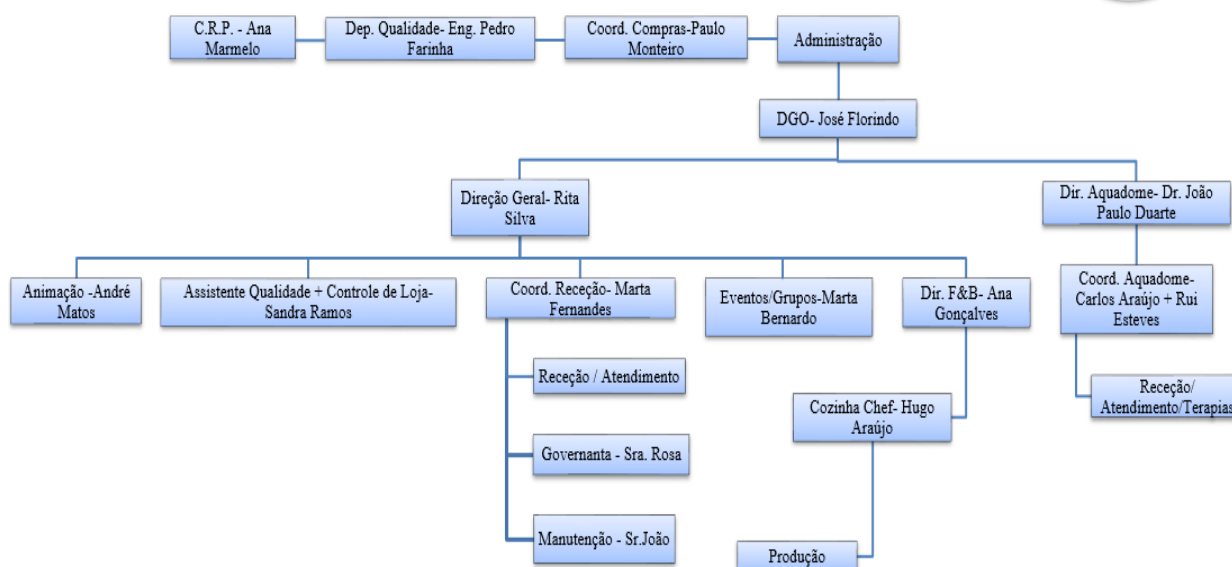 C.R.P. - Ana
Marmelo
Dep. Qualidade- Eng. Pedro
Farinha
Coord. Compras-Paulo
Monteiro
Administração
DGO- José Florindo
Direção Geral- Rita
Silva
Dir. Aquadome- Dr. João
Paulo Duarte
Animação -André
Matos
Assistente Qualidade + Controle de Loja-
Sandra Ramos
Coord. Receção- Marta
Fernandes
Eventos/Grupos-Marta
Bernardo
Dir. F&B- Ana
Gonçalves
Coord. Aquadome-
Carlos Araújo + Rui
Esteves
Receção / Atendimento
Governanta - Sra. Rosa
Manutenção - Sr.João
Cozinha Chef- Hugo
Araújo
Produção
Receção/
Atendimento/Terapias